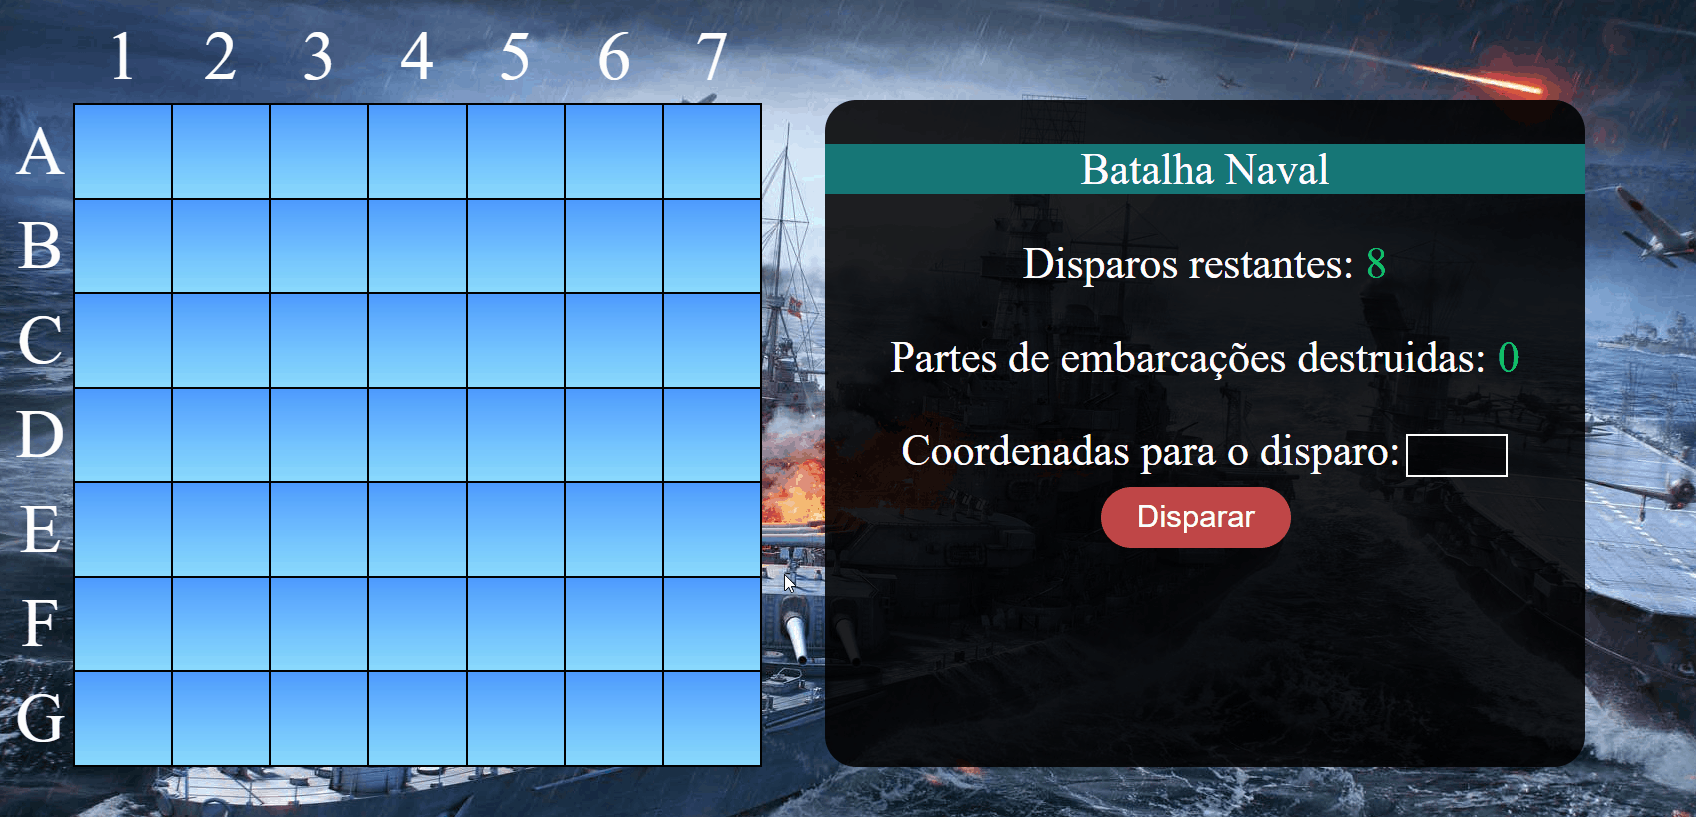 1 2 3 4 5 6 7
A
B
C
D
E
F
G
Batalha Naval
Disparos restantes: 8
Partes de embarcações destruidas: 0
Coordenadas para o disparo:
Disparar